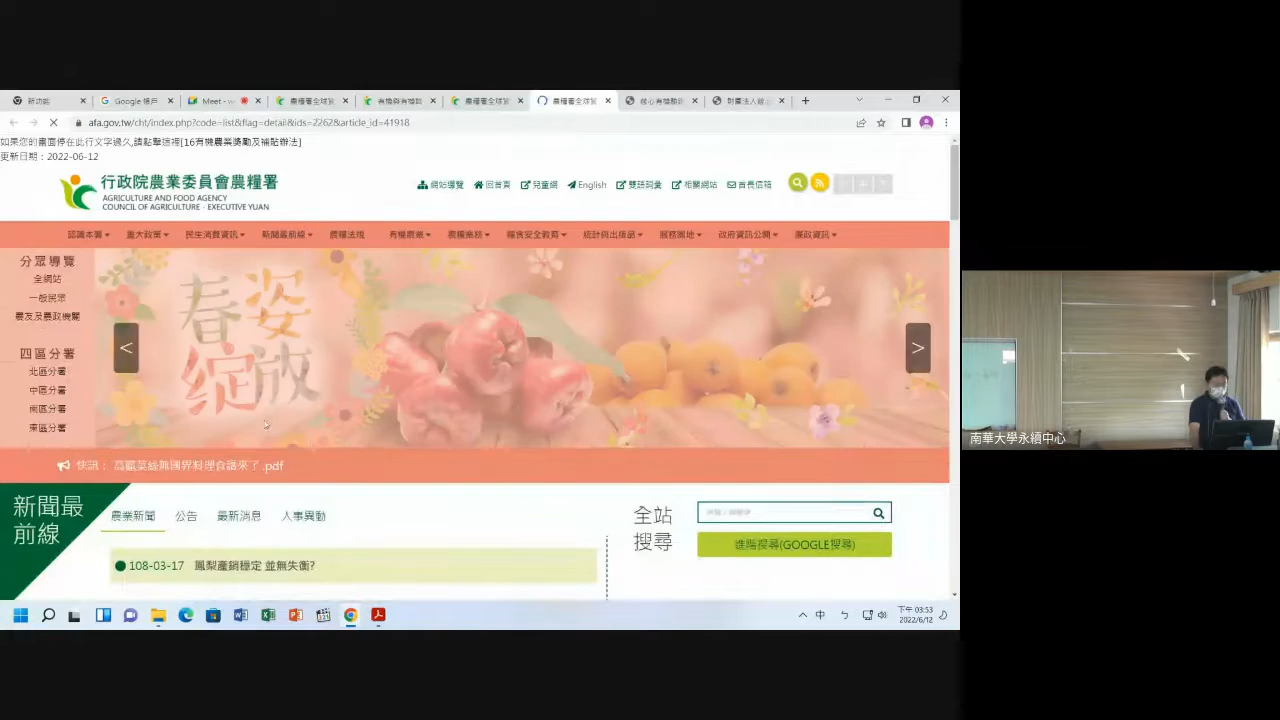 新功能
Google 帳戶
Meet - w
農糧署全球資
農糧署全球資
農糧署全球資
財團法人
afa.gov.tw/cht/index.php?code=list&flag=detail&ids=2262&article_id=41918
如果您的畫面停在此行文字過久,請點擊這裡[16有機農業獎勵及補貼辦法]
更新日期：2022-06-12
行政院農業委員會農糧署
AGRICULTURE AND FOOD AGENCY
COUNCIL OF AGRICULTURE - EXECUTIVE YUAN
網站導覽 回首頁 兒童網 English 雙語詞彙 相關網站 首長信箱
認識本署 重大政策 民生消費資訊 新聞最前線 農糧法規 有機農業 農糧業務 糧食安全教育 統計與出版品 服務園地 政府資訊公開 廉政資訊
分眾導覽
全網站
一般民眾
農友及農政機關
四區分署
北區分署
中區分署
南區分署
東區分署
春姿
綻放
< >
快訊：
.pdf
新聞最
前線
農業新聞 公告 最新消息 人事異動
108-03-17 鳳梨產銷穩定 並無失衡?
全站
搜尋
進階搜尋(GOOGLE搜尋)
中
下午 03:53
2022/6/12
南華大學永續中心